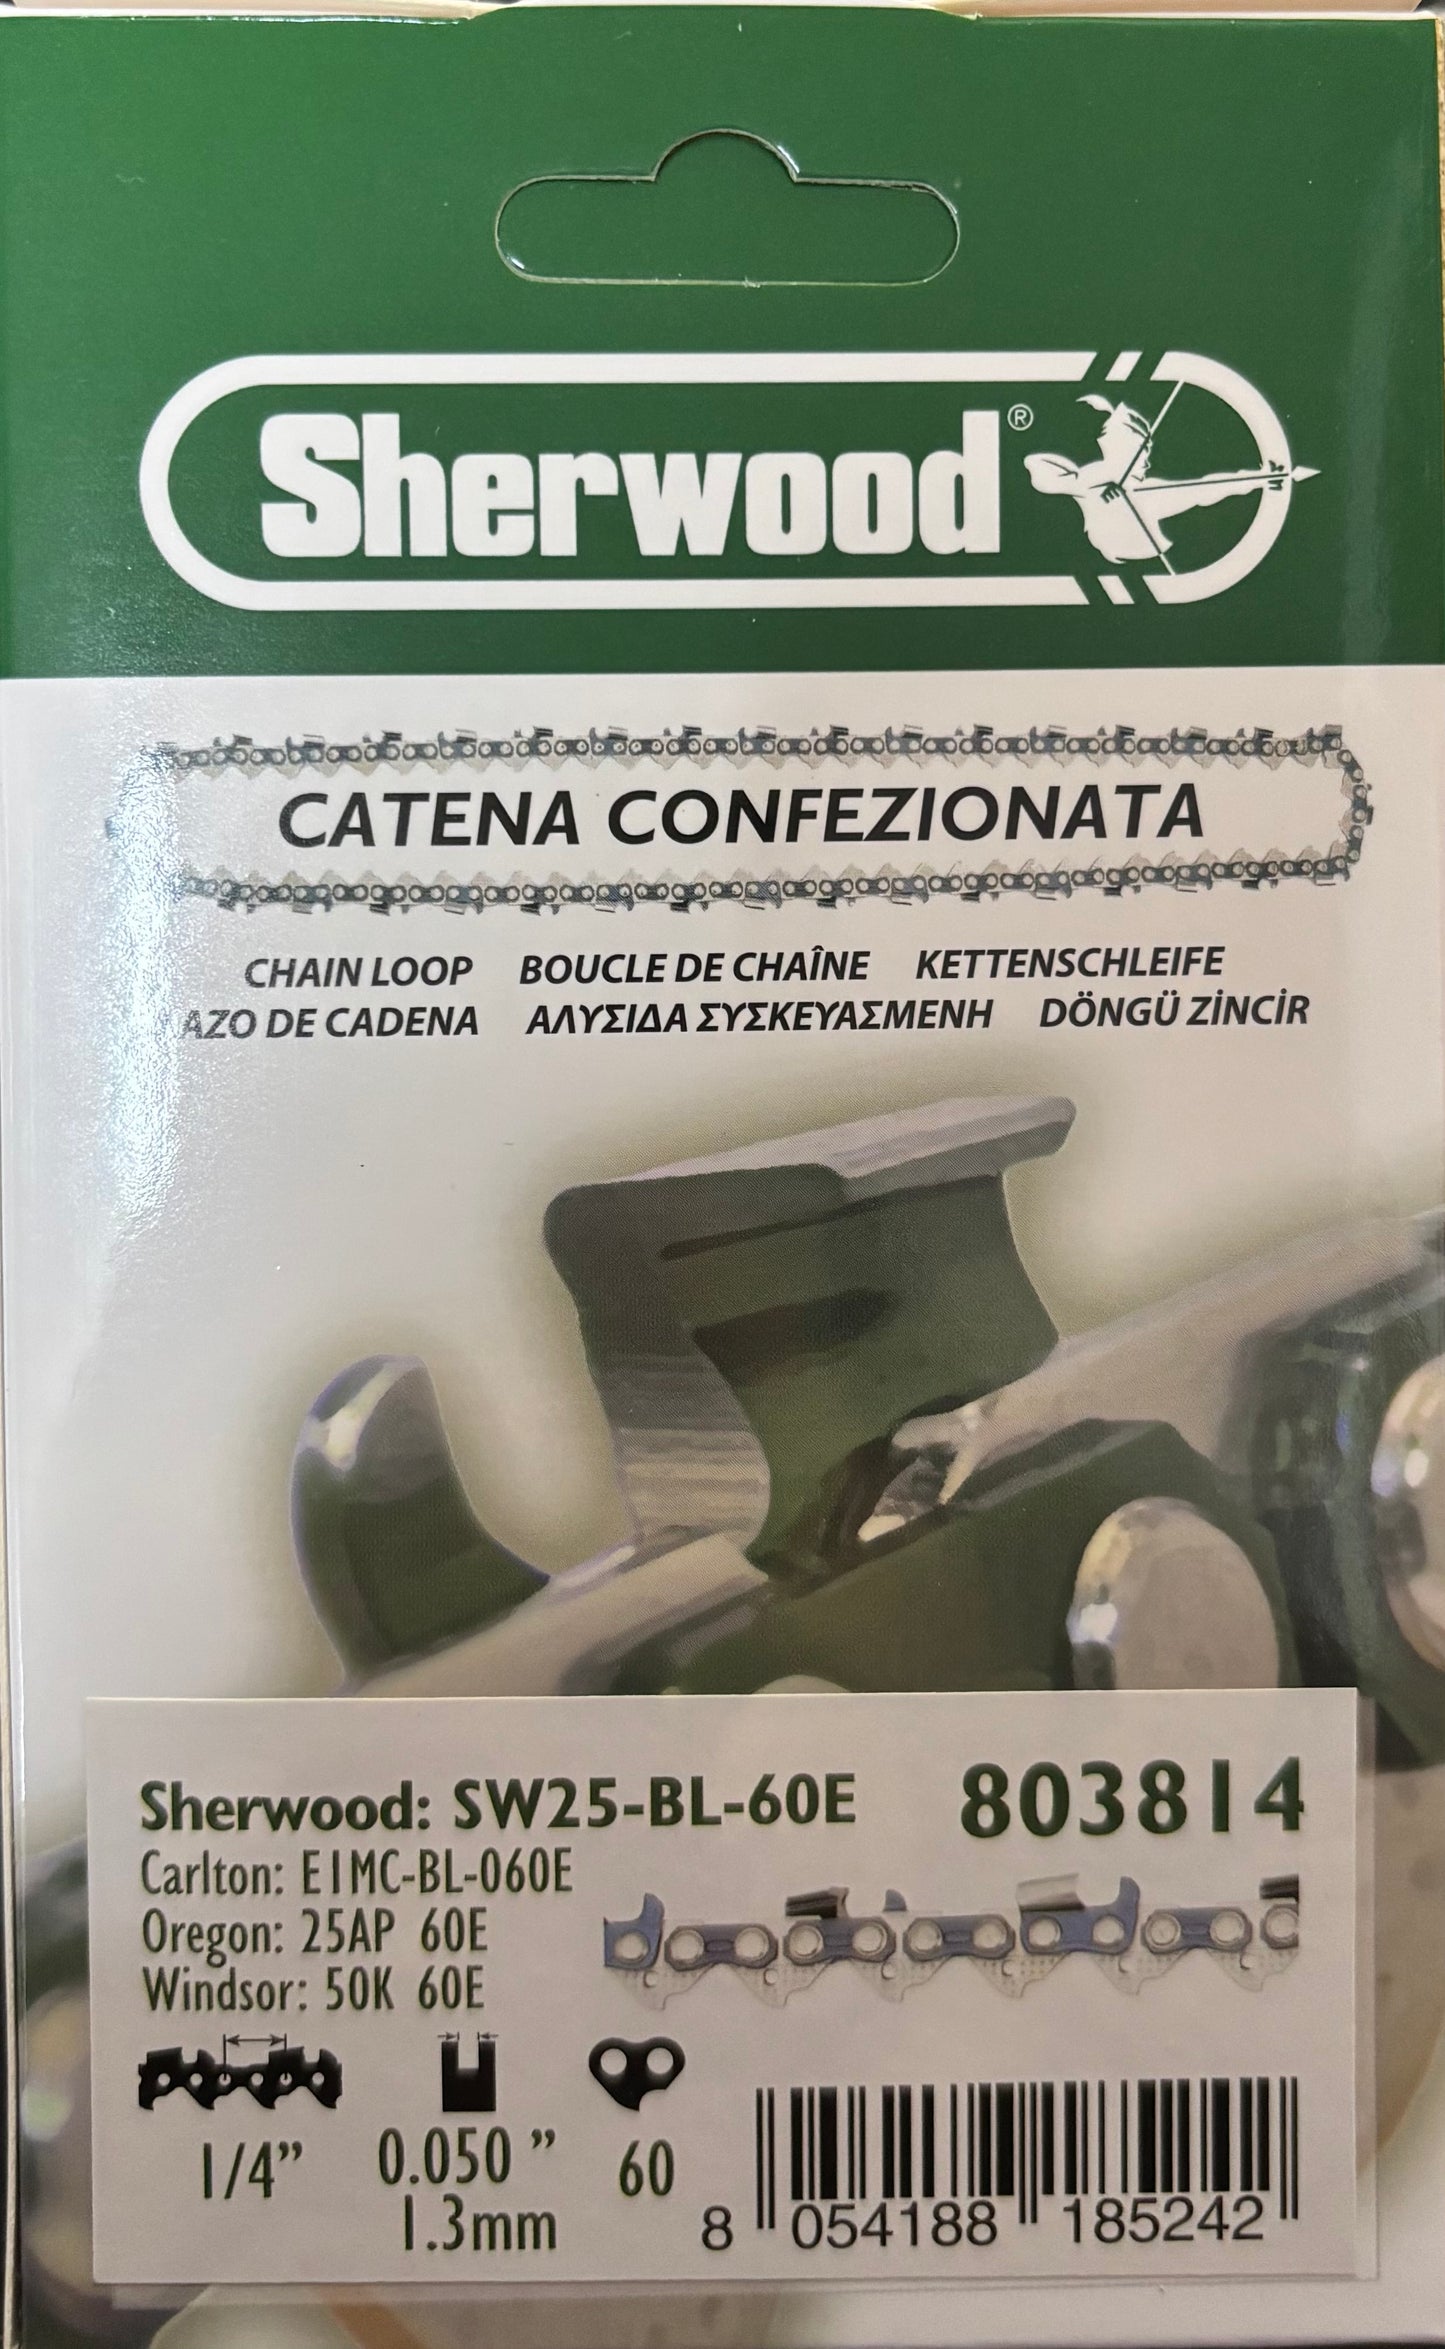 Sherwood®
CATENA CONFEZIONATA
CHAIN LOOP BOUCLE DE CHAÎNE KETTENSCHLEIFE
AZO DE CADENA ΑΛΥΣΙΔΑ ΣΥΣΚΕΥΑΣΜΕΝΗ DÖNGÜ ZİNCİR
Sherwood: SW25-BL-60E 803814
Carlton: E1MC-BL-060E
Oregon: 25AP 60E
Windsor: 50K 60E
1/4” 0.050 ” 60
1.3mm
8 054188 185242